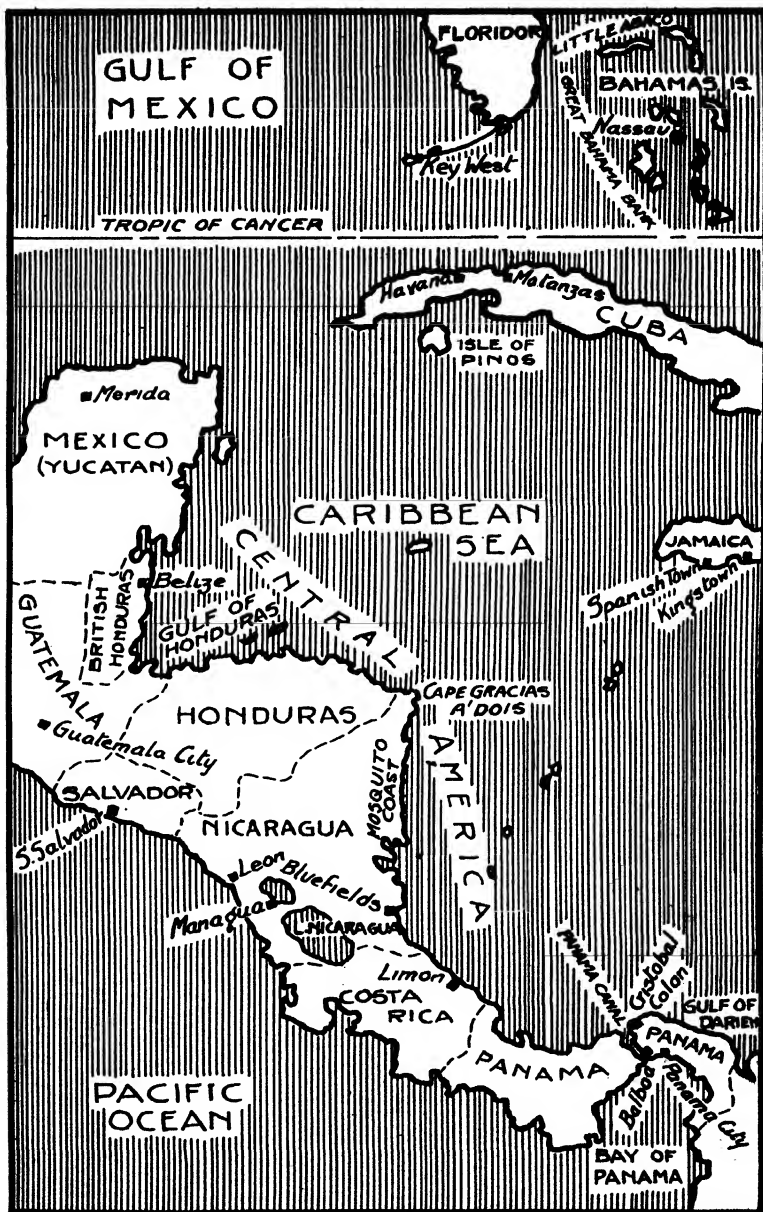 FLORIDOR
LITTLE ABACO
GULF OF
MEXICO
BAHAMAS IS.
GREAT BAHAMA BANK
Nassau
Key West
TROPIC OF CANCER
Havana
Matanzas
CUBA
ISLE OF
PINOS
Merida
MEXICO
(YUCATAN)
CARIBBEAN
SEA
CENTRAL
AMERICA
JAMAICA
Spanish Town
Kingstown
Belize
BRITISH
HONDURAS
GULF OF
HONDURAS
GUATEMALA
CAPE GRACIAS
A'DOIS
HONDURAS
Guatemala City
MOSQUITO
COAST
SALVADOR
S. Salvador
NICARAGUA
Leon
Bluefields
Managua
L. NICARAGUA
Limon
COSTA
RICA
PANAMA CANAL
Cristobal
Colon
GULF OF
DARIEN
PANAMA
PANAMA
Balboa
Panama City
PACIFIC
OCEAN
BAY OF
PANAMA